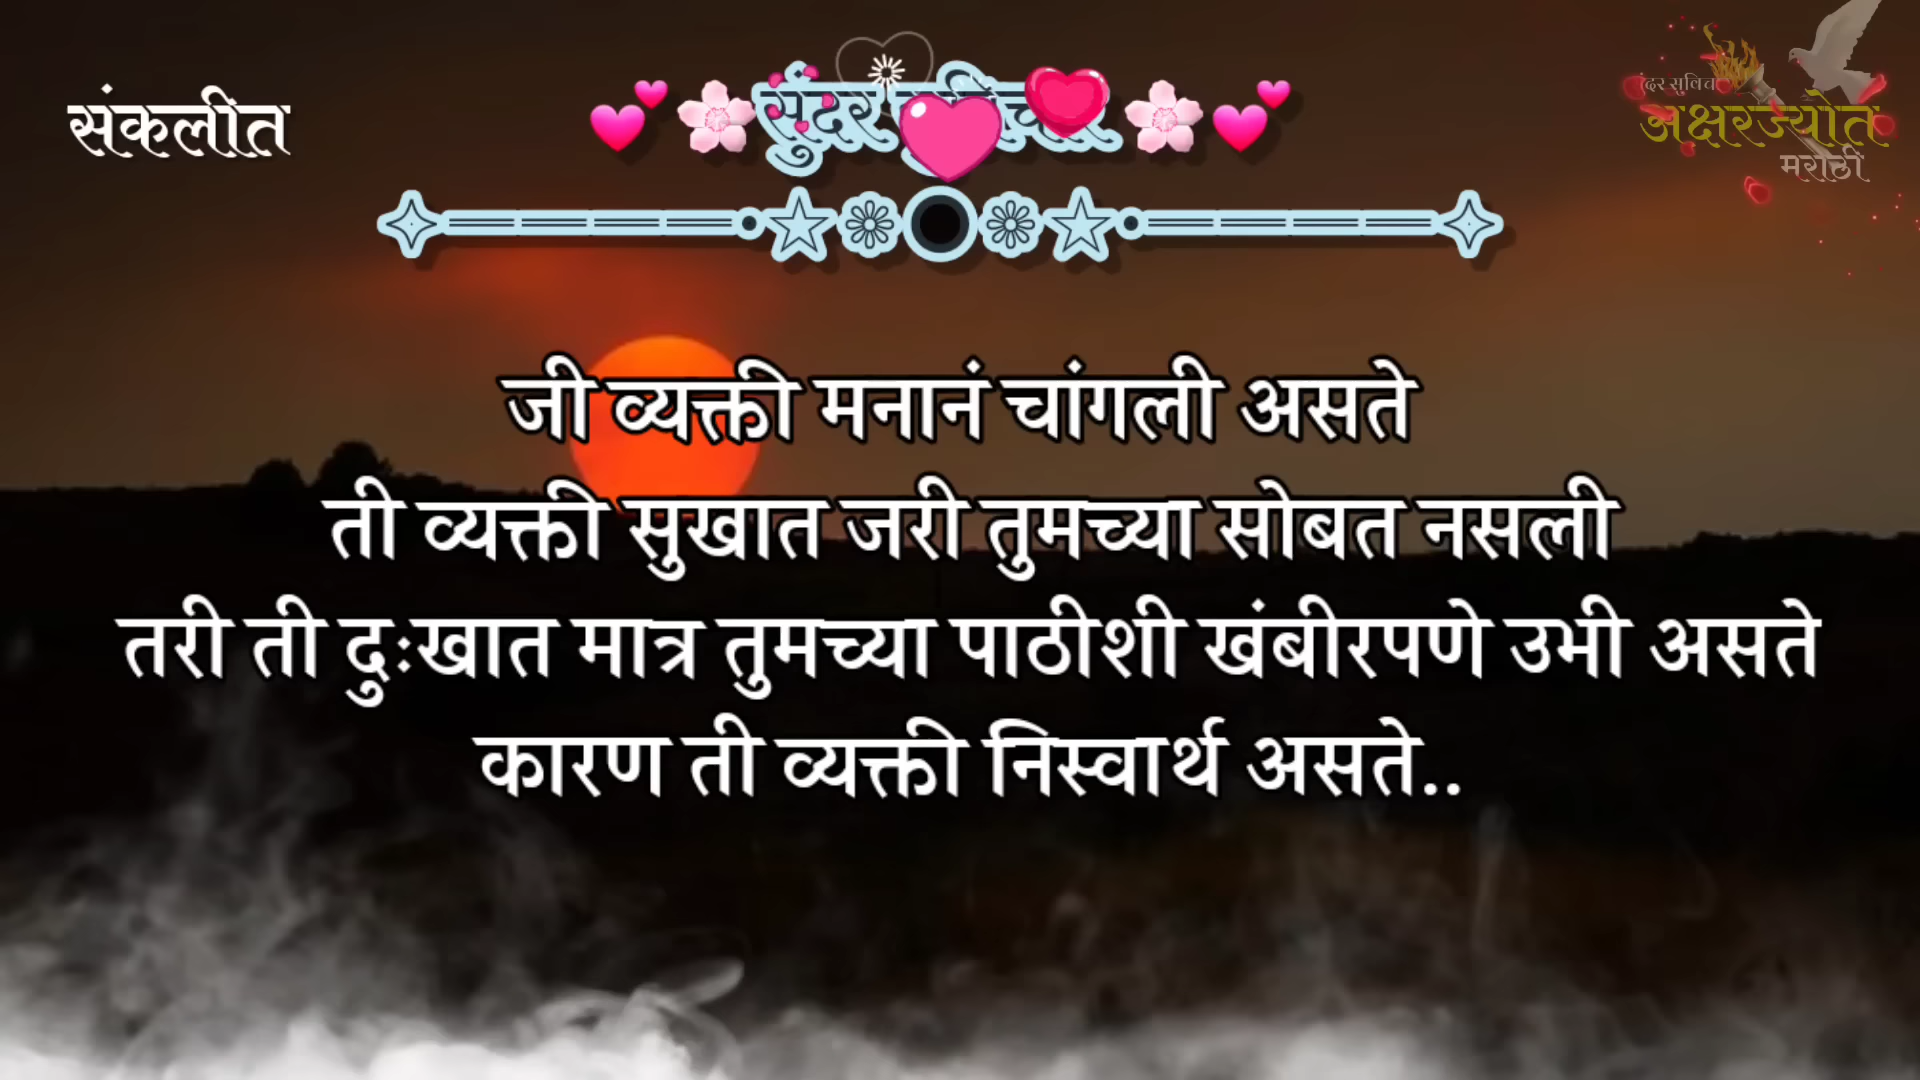 संकलीत
सुंदर
अक्षरज्योत
मराठी
जी व्यक्ती मनानं चांगली असते
ती व्यक्ती सुखात जरी तुमच्या सोबत नसली
तरी ती दुःखात मात्र तुमच्या पाठीशी खंबीरपणे उभी असते
कारण ती व्यक्ती निस्वार्थ असते..